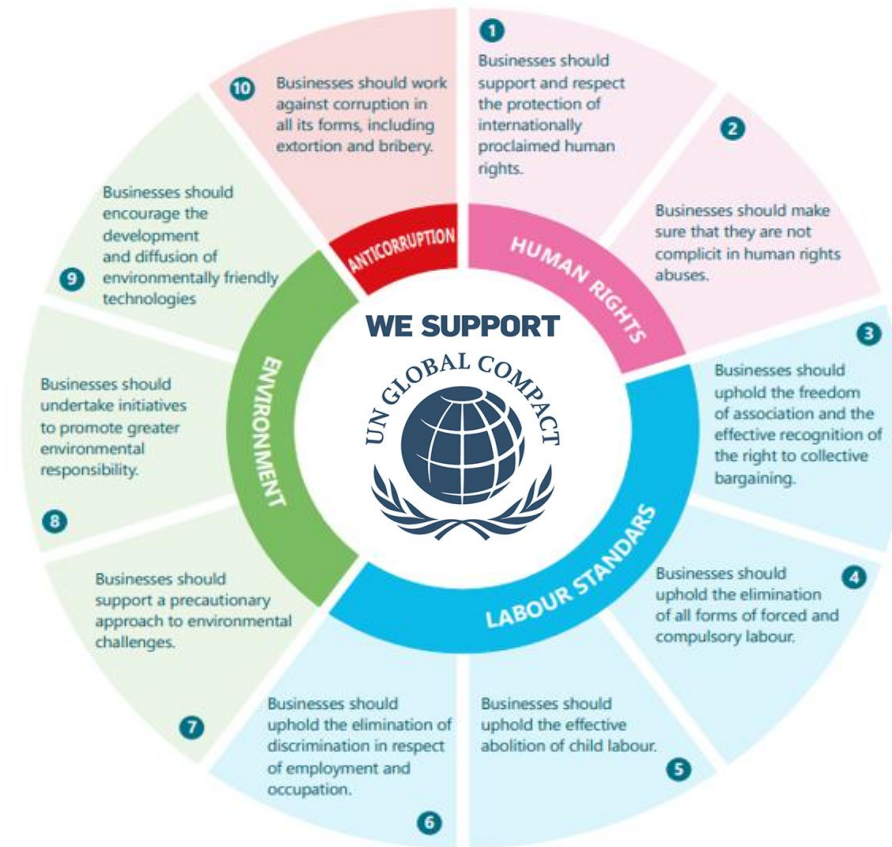 WE SUPPORT
UN GLOBAL COMPACT
HUMAN RIGHTS
1
Businesses should
support and respect
the protection of
internationally
proclaimed human
rights.
2
Businesses should make
sure that they are not
complicit in human rights
abuses.
LABOUR STANDARS
3
Businesses should
uphold the freedom
of association and the
effective recognition of
the right to collective
bargaining.
4
Businesses should
uphold the elimination
of all forms of forced and
compulsory labour.
5
Businesses should
uphold the effective
abolition of child labour.
6
Businesses should
uphold the elimination of
discrimination in respect
of employment and
occupation.
ENVIRONMENT
7
Businesses should
support a precautionary
approach to environmental
challenges.
8
Businesses should
undertake initiatives
to promote greater
environmental
responsibility.
9
Businesses should
encourage the
development
and diffusion of
environmentally friendly
technologies
ANTICORRUPTION
10
Businesses should work
against corruption in
all its forms, including
extortion and bribery.